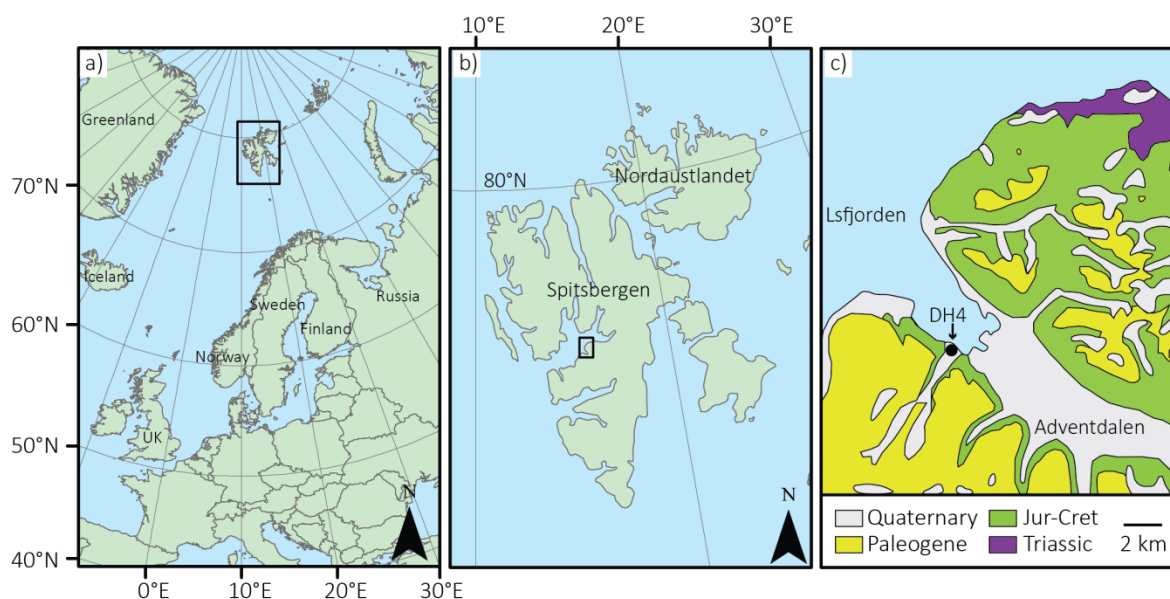 10°E 20°E 30°E
a)
Greenland
70°N
Iceland
Sweden
Russia
60°N
Finland
Norway
UK
50°N
N
40°N
0°E 10°E 20°E 30°E
b)
80°N
Nordaustlandet
Spitsbergen
N
c)
Lsfjorden
DH4
Adventdalen
Quaternary Jur-Cret
Paleogene Triassic 2 km